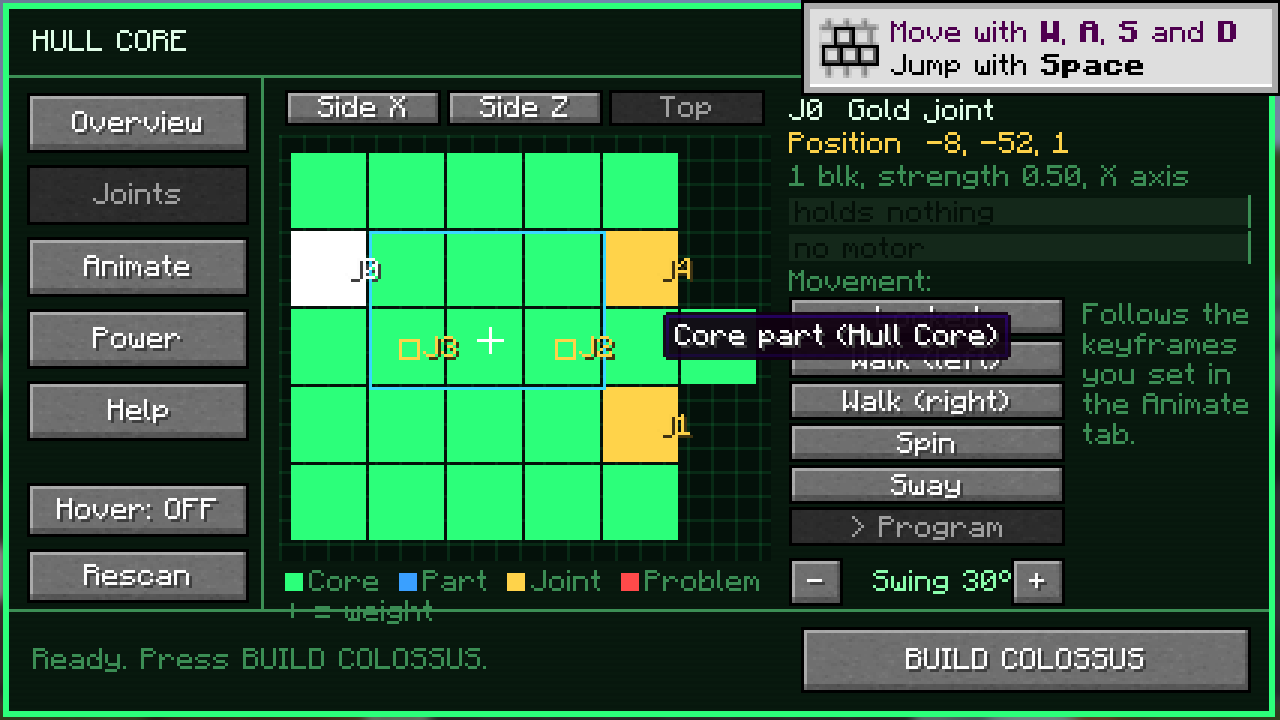 HULL CORE
Move with W, A, S and D
Jump with Space
Overview
Joints
Animate
Power
Help
Hover: OFF
Rescan
Side X
Side Z
Top
J0
J4
J3
J2
J1
Core
Part
Joint
Problem
+ = weight
J0 Gold joint
Position -8, -52, 1
1 blk, strength 0.50, X axis
holds nothing
no motor
Movement:
Core part (Hull Core)
Walk (left)
Walk (right)
Spin
Sway
> Program
Follows the
keyframes
you set in
the Animate
tab.
-
Swing 30°
+
Ready. Press BUILD COLOSSUS.
BUILD COLOSSUS